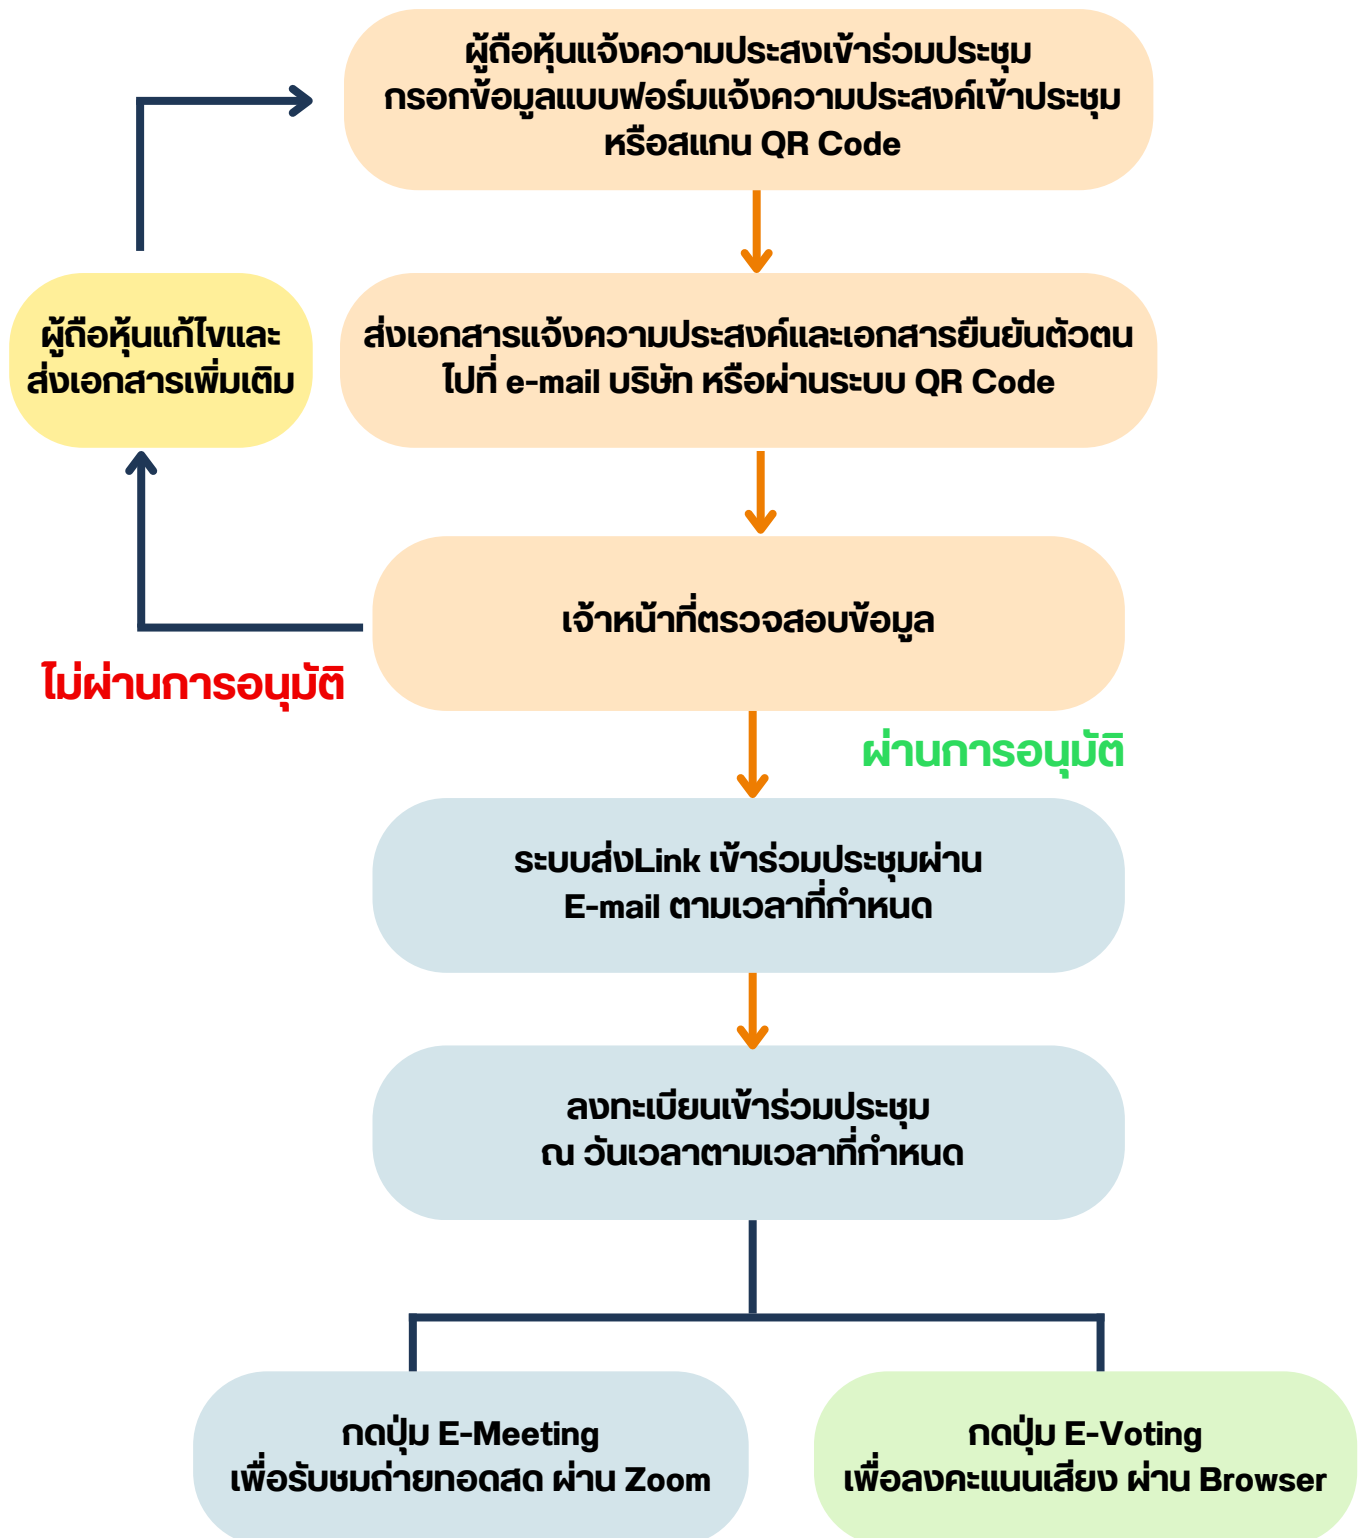 ผู้ถือหุ้นแจ้งความประสงเข้าร่วมประชุม
กรอกข้อมูลแบบฟอร์มแจ้งความประสงค์เข้าประชุม
หรือสแกน QR Code
ผู้ถือหุ้นแก้ไขและ
ส่งเอกสารเพิ่มเติม
ส่งเอกสารแจ้งความประสงค์และเอกสารยืนยันตัวตน
ไปที่ e-mail บริษัท หรือผ่านระบบ QR Code
เจ้าหน้าที่ตรวจสอบข้อมูล
ไม่ผ่านการอนุมัติ
ผ่านการอนุมัติ
ระบบส่งLink เข้าร่วมประชุมผ่าน
E-mail ตามเวลาที่กำหนด
ลงทะเบียนเข้าร่วมประชุม
ณ วันเวลาตามเวลาที่กำหนด
กดปุ่ม E-Meeting
เพื่อรับชมถ่ายทอดสด ผ่าน Zoom
กดปุ่ม E-Voting
เพื่อลงคะแนนเสียง ผ่าน Browser